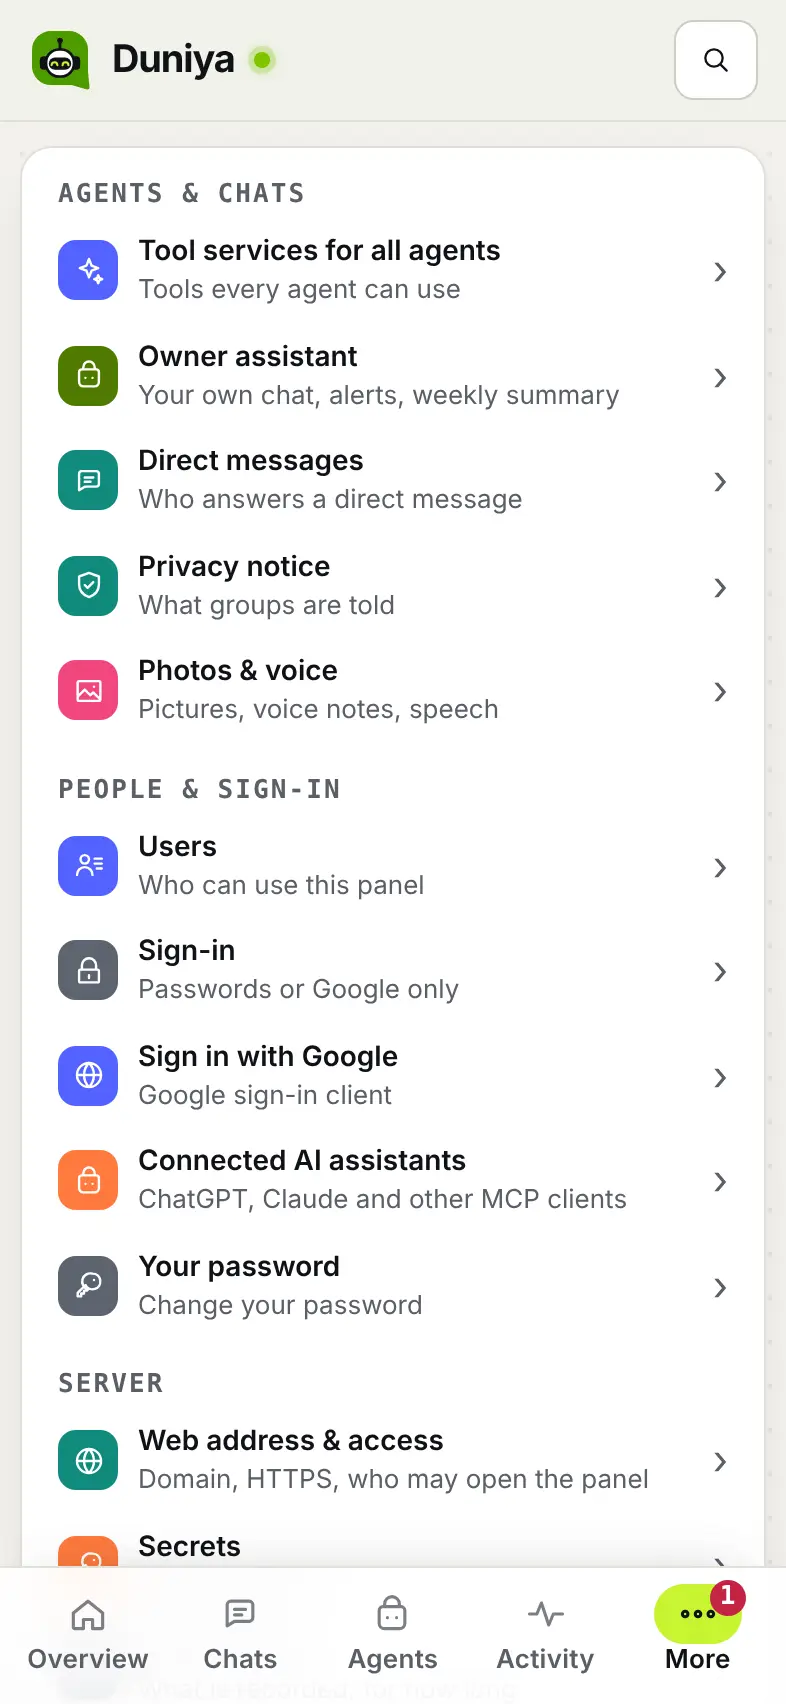 Duniya
AGENTS & CHATS
Tool services for all agents
Tools every agent can use
Owner assistant
Your own chat, alerts, weekly summary
Direct messages
Who answers a direct message
Privacy notice
What groups are told
Photos & voice
Pictures, voice notes, speech
PEOPLE & SIGN-IN
Users
Who can use this panel
Sign-in
Passwords or Google only
Sign in with Google
Google sign-in client
Connected AI assistants
ChatGPT, Claude and other MCP clients
Your password
Change your password
SERVER
Web address & access
Domain, HTTPS, who may open the panel
Secrets
1
Overview
Chats
Agents
Activity
More